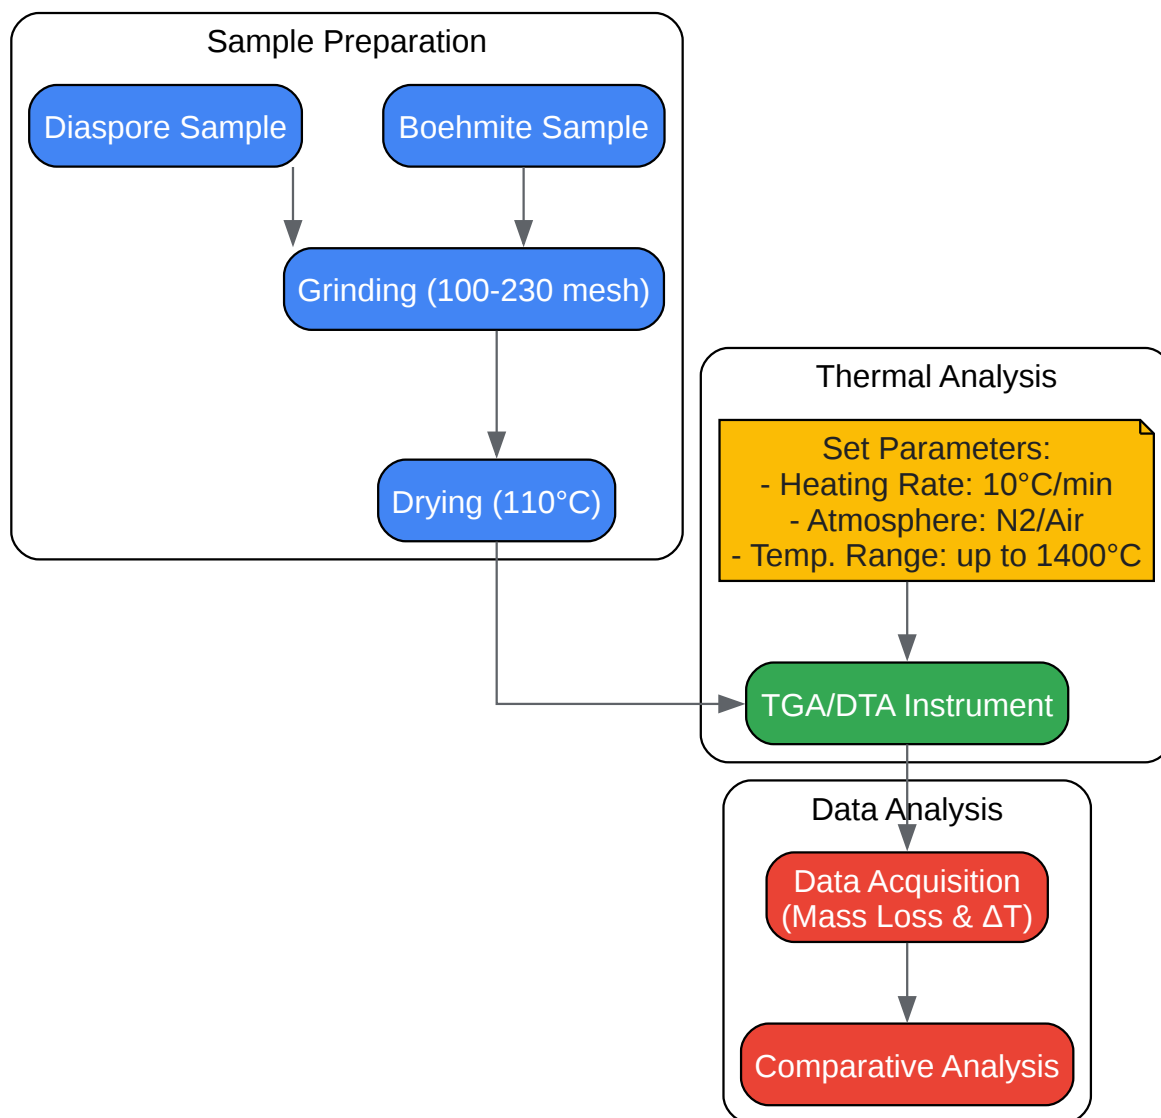 Sample Preparation
Diaspore Sample
Boehmite Sample
Grinding (100-230 mesh)
Drying (110°C)
Thermal Analysis
Set Parameters:
- Heating Rate: 10°C/min
- Atmosphere: N2/Air
- Temp. Range: up to 1400°C
TGA/DTA Instrument
Data Analysis
Data Acquisition
(Mass Loss & ΔT)
Comparative Analysis